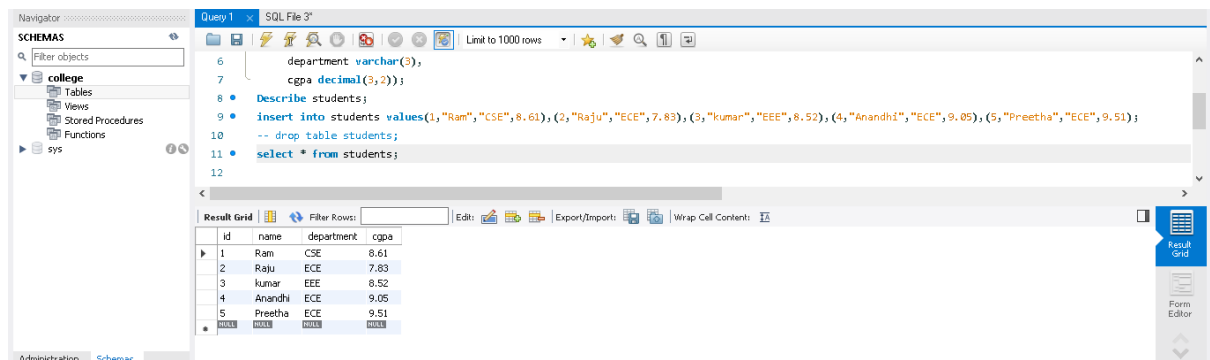 Navigator
Query 1 × SQL File 3*
SCHEMAS
Limit to 1000 rows
Filter objects
college
Tables
Views
Stored Procedures
Functions
sys
6 department varchar(3),
7 cgpa decimal(3,2));
8 Describe students;
9 insert into students values(1,"Ram","CSE",8.61),(2,"Raju","ECE",7.83),(3,"kumar","EEE",8.52),(4,"Anandhi","ECE",9.05),(5,"Preetha","ECE",9.51);
10 -- drop table students;
11 select * from students;
12
Result Grid Filter Rows: Edit: Export/Import: Wrap Cell Content:
id name department cgpa
1 Ram CSE 8.61
2 Raju ECE 7.83
3 kumar EEE 8.52
4 Anandhi ECE 9.05
5 Preetha ECE 9.51
NULL NULL NULL NULL
Result
Grid
Form
Editor
Administration Schemas